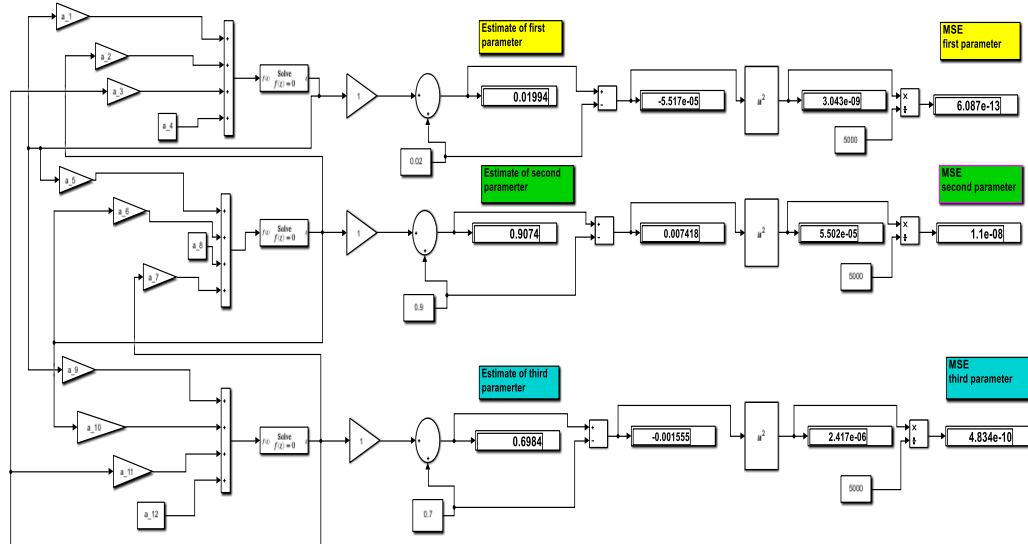 a_1
a_2
a_3
a_4
f(z) Solve z
f(z) = 0
1
Estimate of first
parameter
0.01994
0.02
-5.517e-05
u²
3.043e-09
5000
MSE
first parameter
6.087e-13
a_5
a_6
a_8
a_7
f(z) Solve z
f(z) = 0
1
Estimate of second
paramerter
0.9074
0.9
0.007418
u²
5.502e-05
5000
MSE
second parameter
1.1e-08
a_9
a_10
a_11
a_12
f(z) Solve z
f(z) = 0
1
Estimate of third
paramerter
0.6984
0.7
-0.001555
u²
2.417e-06
5000
MSE
third parameter
4.834e-10